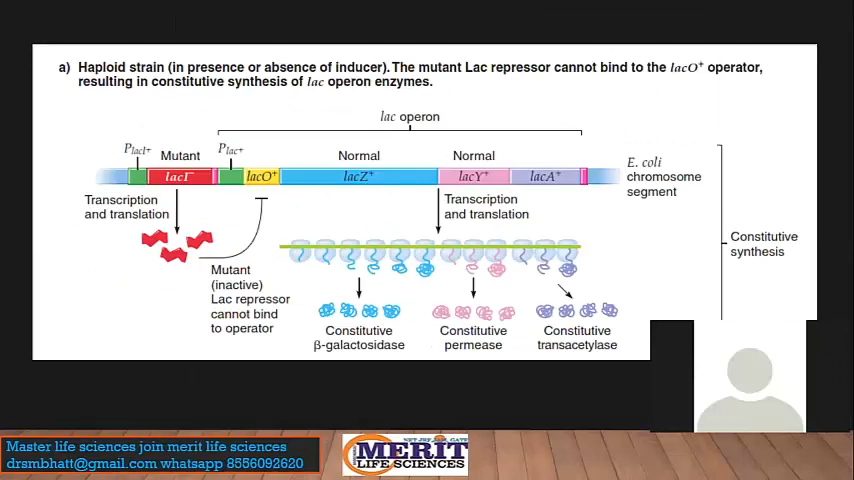 a) Haploid strain (in presence or absence of inducer). The mutant Lac repressor cannot bind to the lacO+ operator,
resulting in constitutive synthesis of lac operon enzymes.
lac operon
PlacI+
Mutant
Plac+
Normal
Normal
lacI−
lacO+
lacZ+
lacY+
lacA+
E. coli
chromosome
segment
Transcription
and translation
Transcription
and translation
Constitutive
synthesis
Mutant
(inactive)
Lac repressor
cannot bind
to operator
Constitutive
β-galactosidase
Constitutive
permease
Constitutive
transacetylase
Master life sciences join merit life sciences
drsmbhatt@gmail.com whatsapp 8556092620
MERIT
LIFE SCIENCES